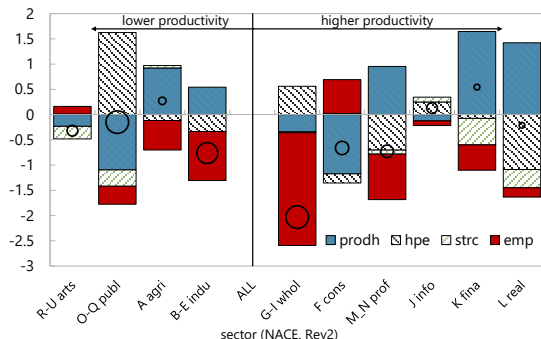 lower productivity higher productivity
2
1.5
1
0.5
0
-0.5
-1
-1.5
-2
-2.5
-3
prodh hpe strc emp
R-U arts
O-Q publ
A agri
B-E indu
ALL
G-I whol
F cons
M_N prof
J info
K fina
L real
sector (NACE, Rev2)